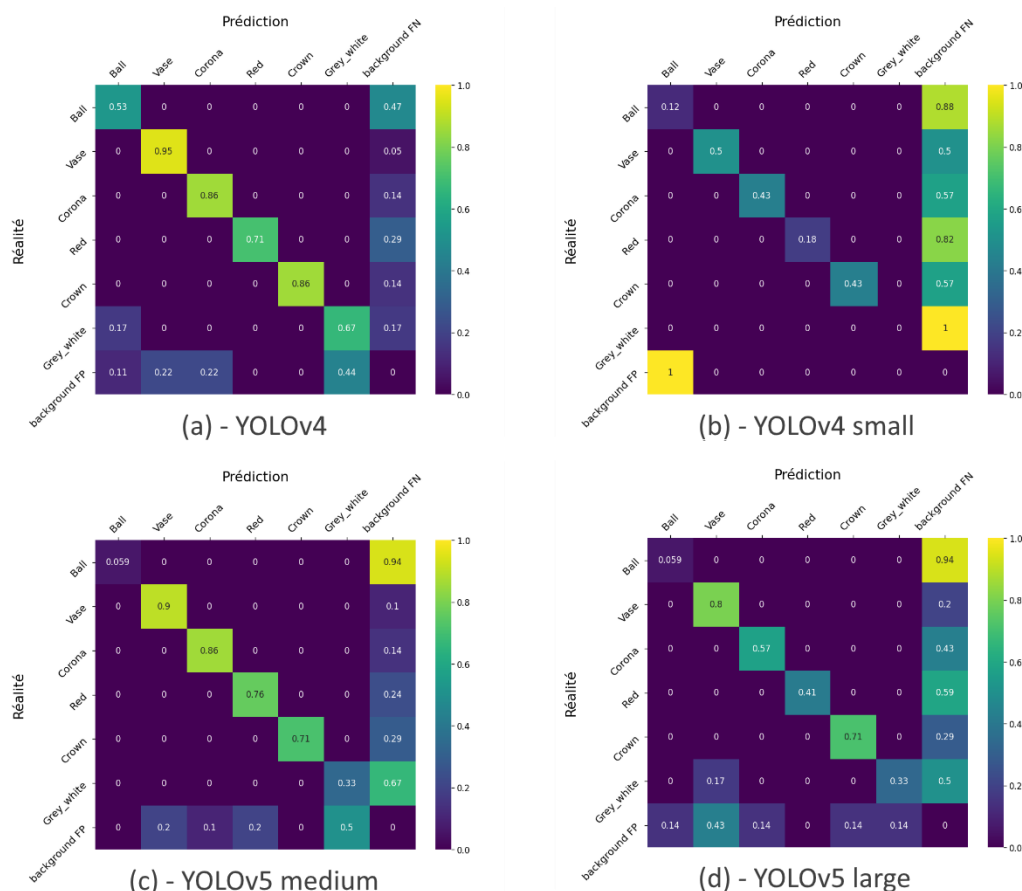 Prédiction
Ball Vase Corona Red Crown Grey_white background FN
Ball 0.53 0 0 0 0 0 0.47
Vase 0 0.95 0 0 0 0 0.05
Corona 0 0 0.86 0 0 0 0.14
Red 0 0 0 0.71 0 0 0.29
Crown 0 0 0 0 0.86 0 0.14
Grey_white 0.17 0 0 0 0 0.67 0.17
background FP 0.11 0.22 0.22 0 0 0.44 0
Réalité
1.0
0.8
0.6
0.4
0.2
0.0
(a) - YOLOv4
Prédiction
Ball Vase Corona Red Crown Grey_white background FN
Ball 0.12 0 0 0 0 0 0.88
Vase 0 0.5 0 0 0 0 0.5
Corona 0 0 0.43 0 0 0 0.57
Red 0 0 0 0.18 0 0 0.82
Crown 0 0 0 0 0.43 0 0.57
Grey_white 0 0 0 0 0 0 1
background FP 1 0 0 0 0 0 0
Réalité
1.0
0.8
0.6
0.4
0.2
0.0
(b) - YOLOv4 small
Prédiction
Ball Vase Corona Red Crown Grey_white background FN
Ball 0.059 0 0 0 0 0 0.94
Vase 0 0.9 0 0 0 0 0.1
Corona 0 0 0.86 0 0 0 0.14
Red 0 0 0 0.76 0 0 0.24
Crown 0 0 0 0 0.71 0 0.29
Grey_white 0 0 0 0 0 0.33 0.67
background FP 0 0.2 0.1 0.2 0 0.5 0
Réalité
1.0
0.8
0.6
0.4
0.2
0.0
(c) - YOLOv5 medium
Prédiction
Ball Vase Corona Red Crown Grey_white background FN
Ball 0.059 0 0 0 0 0 0.94
Vase 0 0.8 0 0 0 0 0.2
Corona 0 0 0.57 0 0 0 0.43
Red 0 0 0 0.41 0 0 0.59
Crown 0 0 0 0 0.71 0 0.29
Grey_white 0 0.17 0 0 0 0.33 0.5
background FP 0.14 0.43 0.14 0 0.14 0.14 0
Réalité
1.0
0.8
0.6
0.4
0.2
0.0
(d) - YOLOv5 large